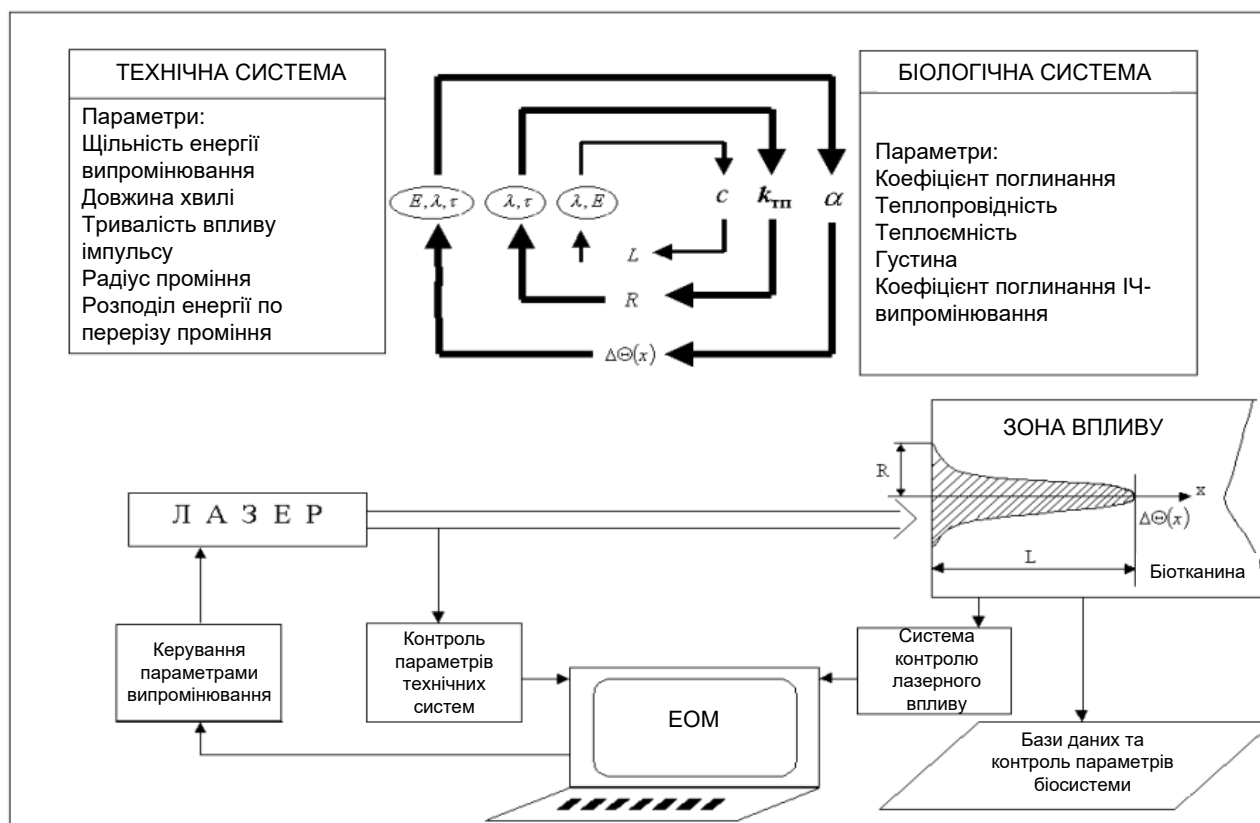 ТЕХНІЧНА СИСТЕМА
Параметри:
Щільність енергії
випромінювання
Довжина хвилі
Тривалість впливу
імпульсу
Радіус проміння
Розподіл енергії по
перерізу проміння
E, λ, τ
λ, τ
λ, E
c
k тп
α
L
R
ΔΘ(x)
БІОЛОГІЧНА СИСТЕМА
Параметри:
Коефіцієнт поглинання
Теплопровідність
Теплоємність
Густина
Коефіцієнт поглинання ІЧ-
випромінювання
ЗОНА ВПЛИВУ
R
x
ΔΘ(x)
L
Біотканина
Л А З Е Р
Керування
параметрами
випромінювання
Контроль
параметрів
технічних
систем
ЕОМ
Система
контролю
лазерного
впливу
Бази даних та
контроль параметрів
біосистеми